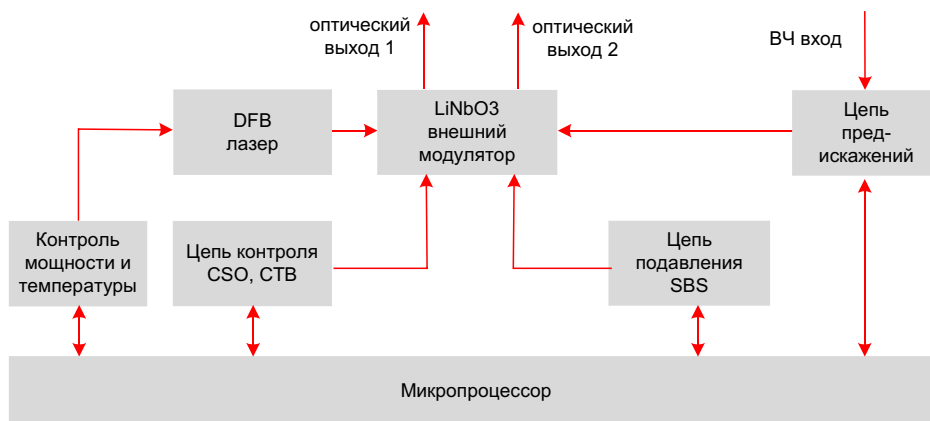 оптический
выход 1
оптический
выход 2
ВЧ вход
DFB
лазер
LiNbO3
внешний
модулятор
Цепь
пред-
искажений
Контроль
мощности и
температуры
Цепь контроля
CSO, CTB
Цепь
подавления
SBS
Микропроцессор